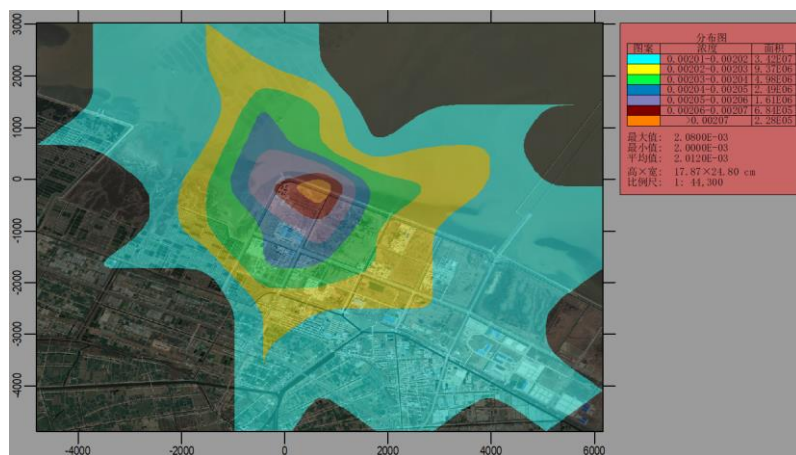 分布图
图案 浓度 面积
0.00201-0.00202 3.42E07
0.00202-0.00203 9.37E06
0.00203-0.00204 4.98E06
0.00204-0.00205 2.49E06
0.00205-0.00206 1.61E06
0.00206-0.00207 6.84E05
>0.00207 2.28E05
最大值: 2.0800E-03
最小值: 2.0000E-03
平均值: 2.0120E-03
高×宽: 17.87×24.80 cm
比例尺: 1: 44,300
3000
2000
1000
0
-1000
-2000
-3000
-4000
-4000 -2000 0 2000 4000 6000